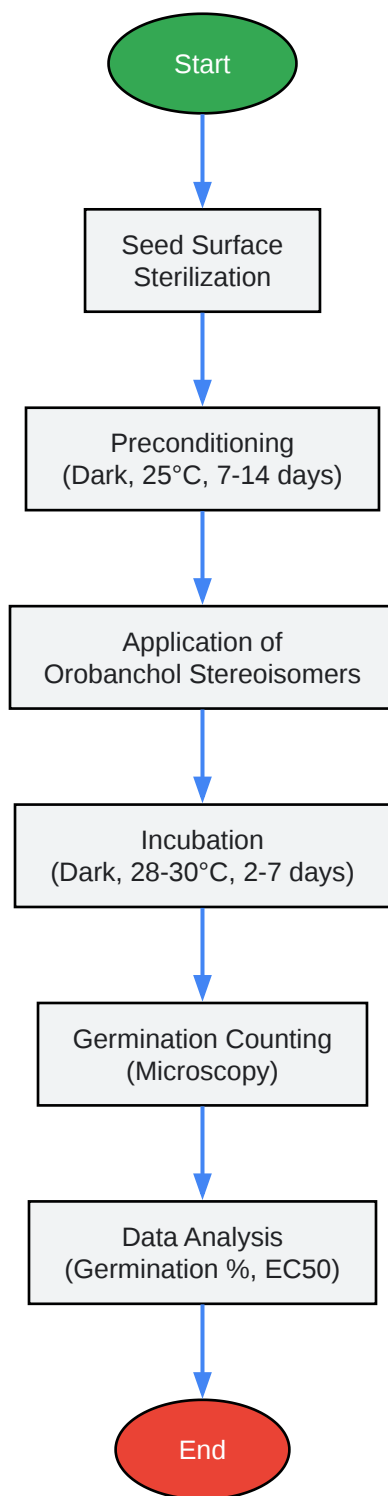 Start
Seed Surface
Sterilization
Preconditioning
(Dark, 25°C, 7-14 days)
Application of
Orobanchol Stereoisomers
Incubation
(Dark, 28-30°C, 2-7 days)
Germination Counting
(Microscopy)
Data Analysis
(Germination %, EC50)
End